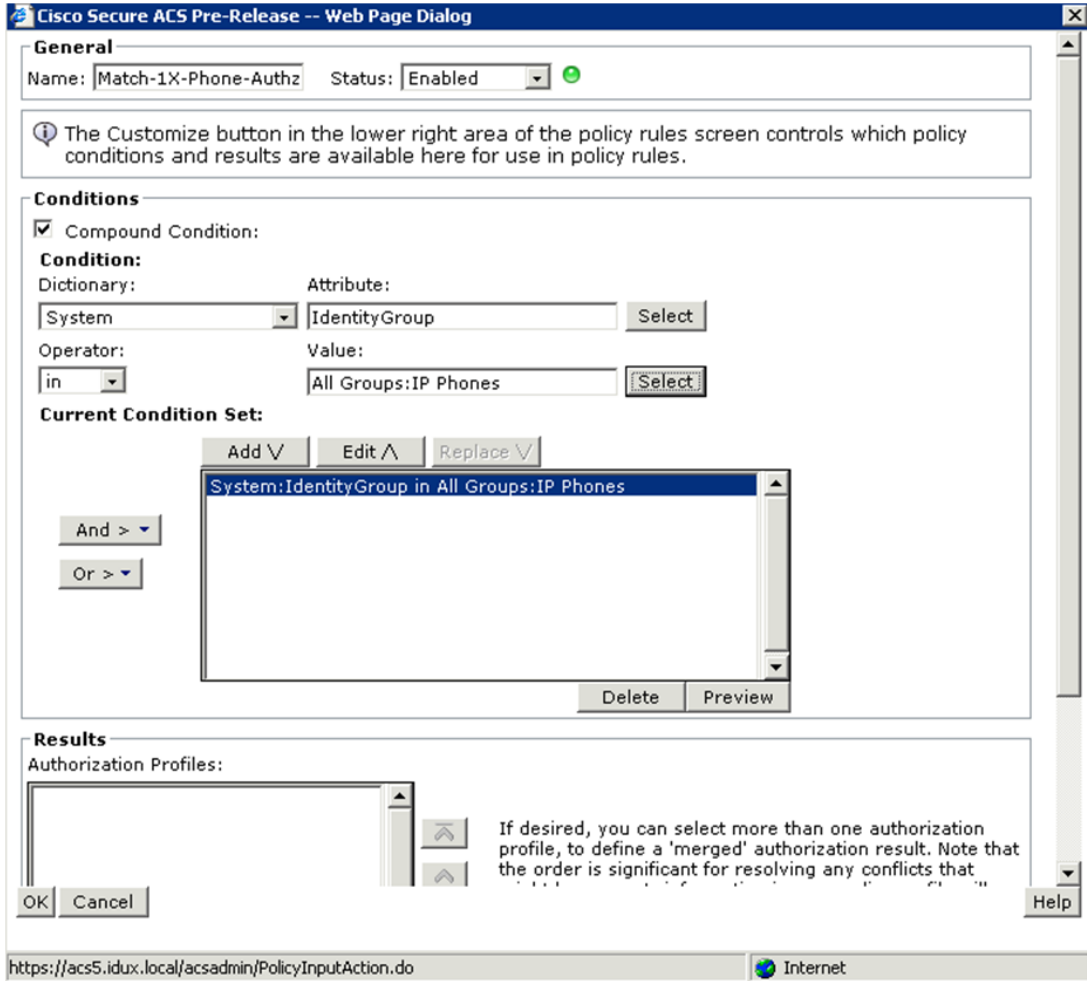 Cisco Secure ACS Pre-Release -- Web Page Dialog
General
Name: Match-1X-Phone-Authz Status: Enabled
The Customize button in the lower right area of the policy rules screen controls which policy
conditions and results are available here for use in policy rules.
Conditions
Compound Condition:
Condition:
Dictionary: Attribute:
System IdentityGroup Select
Operator: Value:
in All Groups:IP Phones Select
Current Condition Set:
Add V Edit Λ Replace V
System:IdentityGroup in All Groups:IP Phones
And >
Or >
Delete Preview
Results
Authorization Profiles:
If desired, you can select more than one authorization
profile, to define a 'merged' authorization result. Note that
the order is significant for resolving any conflicts that
OK Cancel Help
https://acs5.idux.local/acsadmin/PolicyInputAction.do Internet